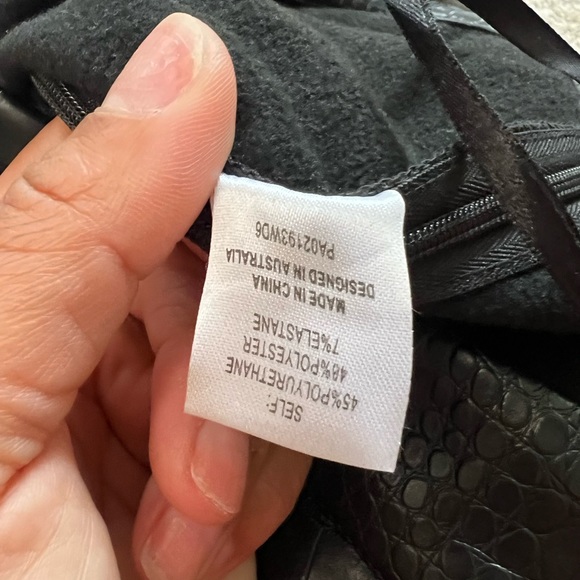 SELF:
45%POLYURETHANE
48%POLYESTER
7%ELASTANE
MADE IN CHINA
DESIGNED IN AUSTRALIA
PA02193WD6